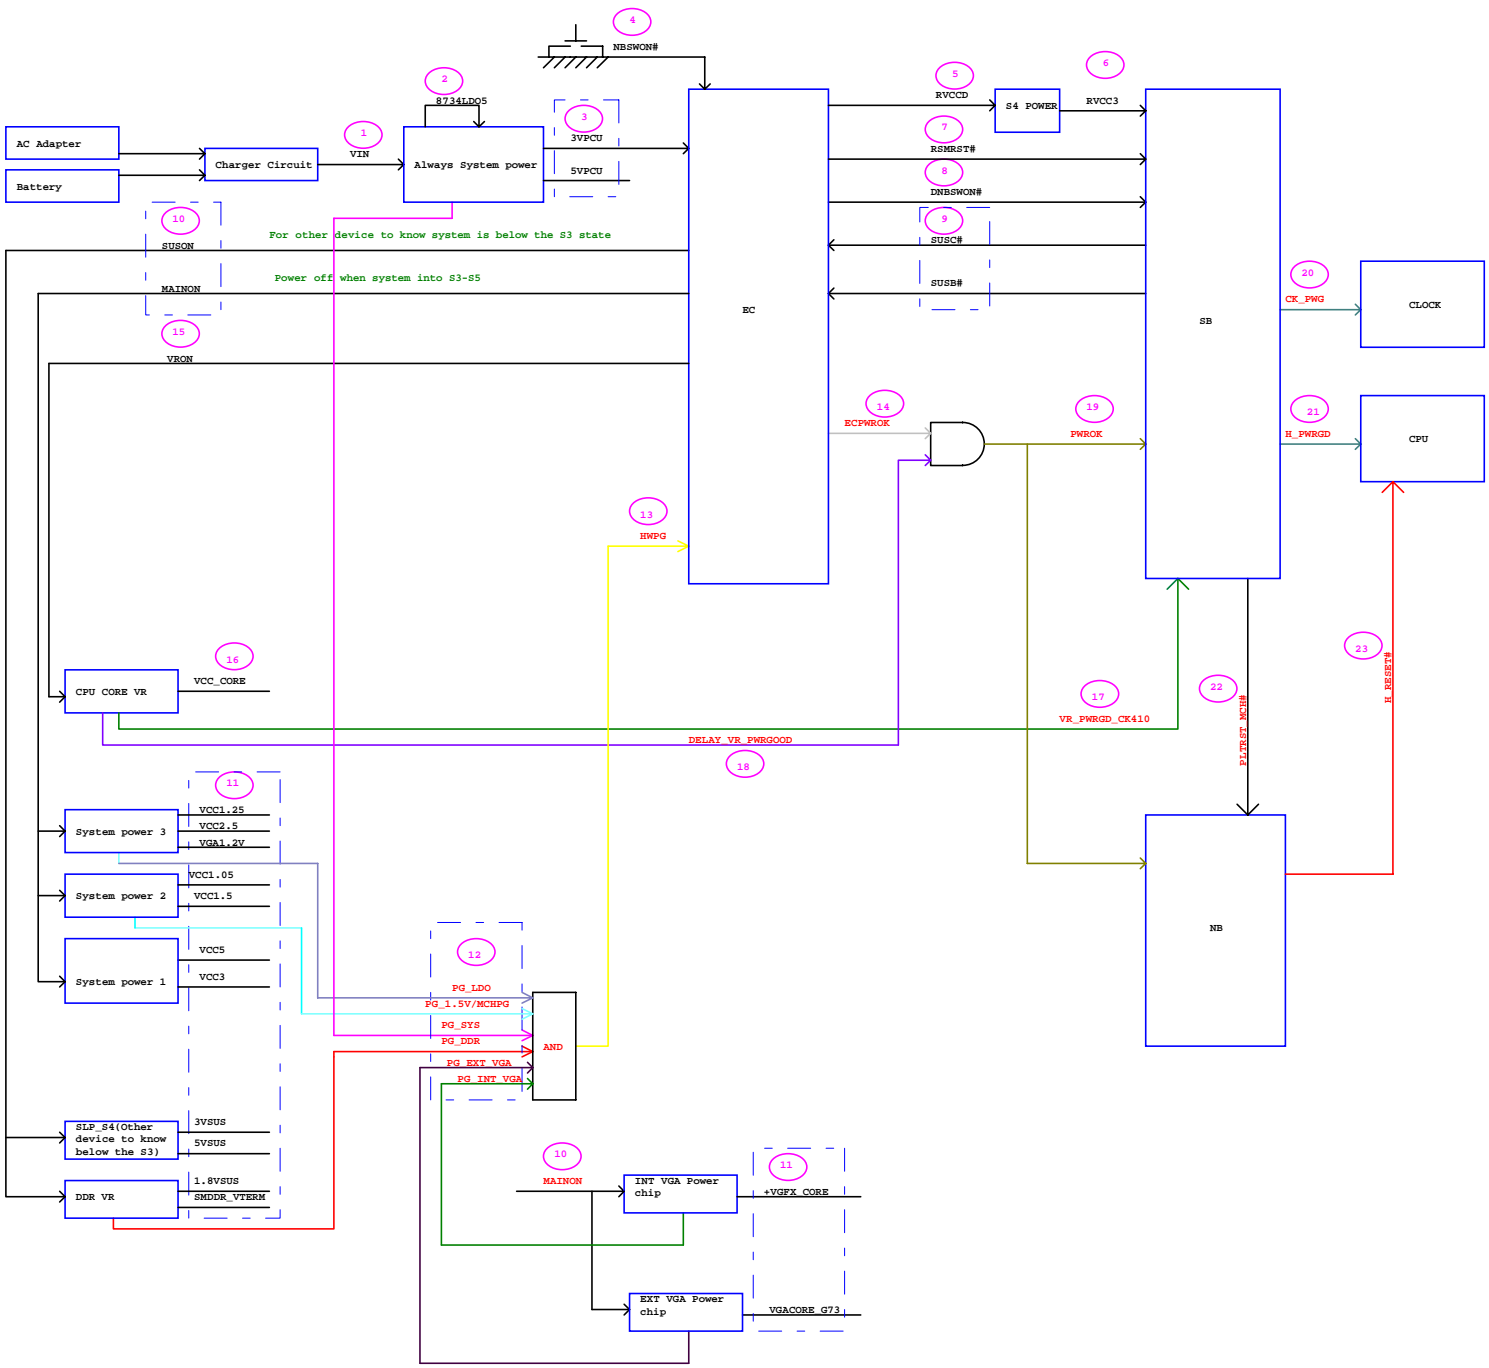 4
NBSWON#
2
8734LDO5
5
RVCCD
6
S4 POWER
RVCC3
3
3VPCU
5VPCU
1
VIN
AC Adapter
Battery
Charger Circuit
Always System power
7
RSMRST#
8
DNBSWON#
9
SUSC#
SUSB#
10
SUSON
For other device to know system is below the S3 state
Power off when system into S3-S5
MAINON
15
VRON
EC
SB
20
CK_PWG
CLOCK
14
ECPWROK
19
PWROK
21
H_PWRGD
CPU
13
HWPG
16
CPU CORE VR
VCC_CORE
17
VR_PWRGD_CK410
DELAY_VR_PWRGOOD
18
22
PLTRST_MCH#
23
H_RESET#
11
System power 3
VCC1.25
VCC2.5
VGA1.2V
System power 2
VCC1.05
VCC1.5
System power 1
VCC5
VCC3
NB
12
PG_LDO
PG_1.5V/MCHPG
PG_SYS
PG_DDR
PG_EXT_VGA
PG_INT_VGA
AND
SLP_S4(Other
device to know
below the S3)
3VSUS
5VSUS
DDR VR
1.8VSUS
SMDDR_VTERM
10
MAINON
INT VGA Power
chip
11
+VGFX_CORE
EXT VGA Power
chip
VGACORE_G73